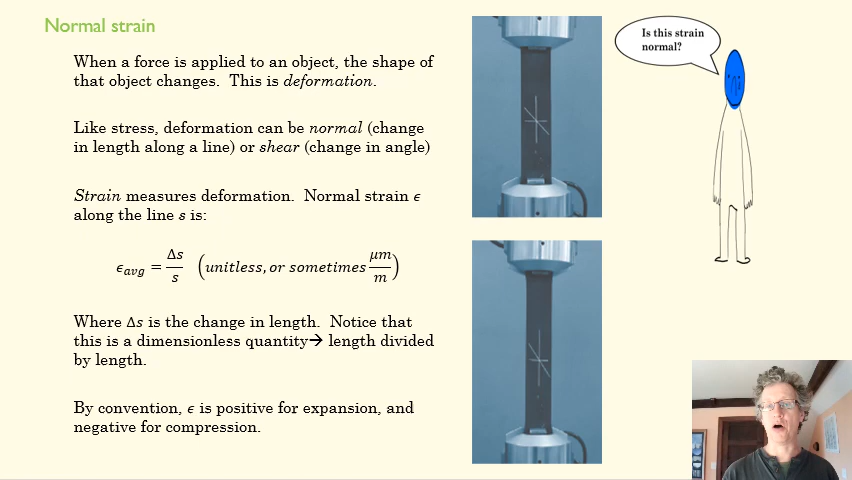 Normal strain
When a force is applied to an object, the shape of
that object changes. This is deformation.
Like stress, deformation can be normal (change
in length along a line) or shear (change in angle)
Strain measures deformation. Normal strain ϵ
along the line s is:
ϵavg = Δs/s (unitless, or sometimes μm/m)
Where Δs is the change in length. Notice that
this is a dimensionless quantity→ length divided
by length.
By convention, ϵ is positive for expansion, and
negative for compression.
Is this strain
normal?